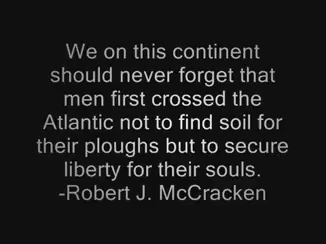 We on this continent
should never forget that
men first crossed the
Atlantic not to find soil for
their ploughs but to secure
liberty for their souls.
-Robert J. McCracken